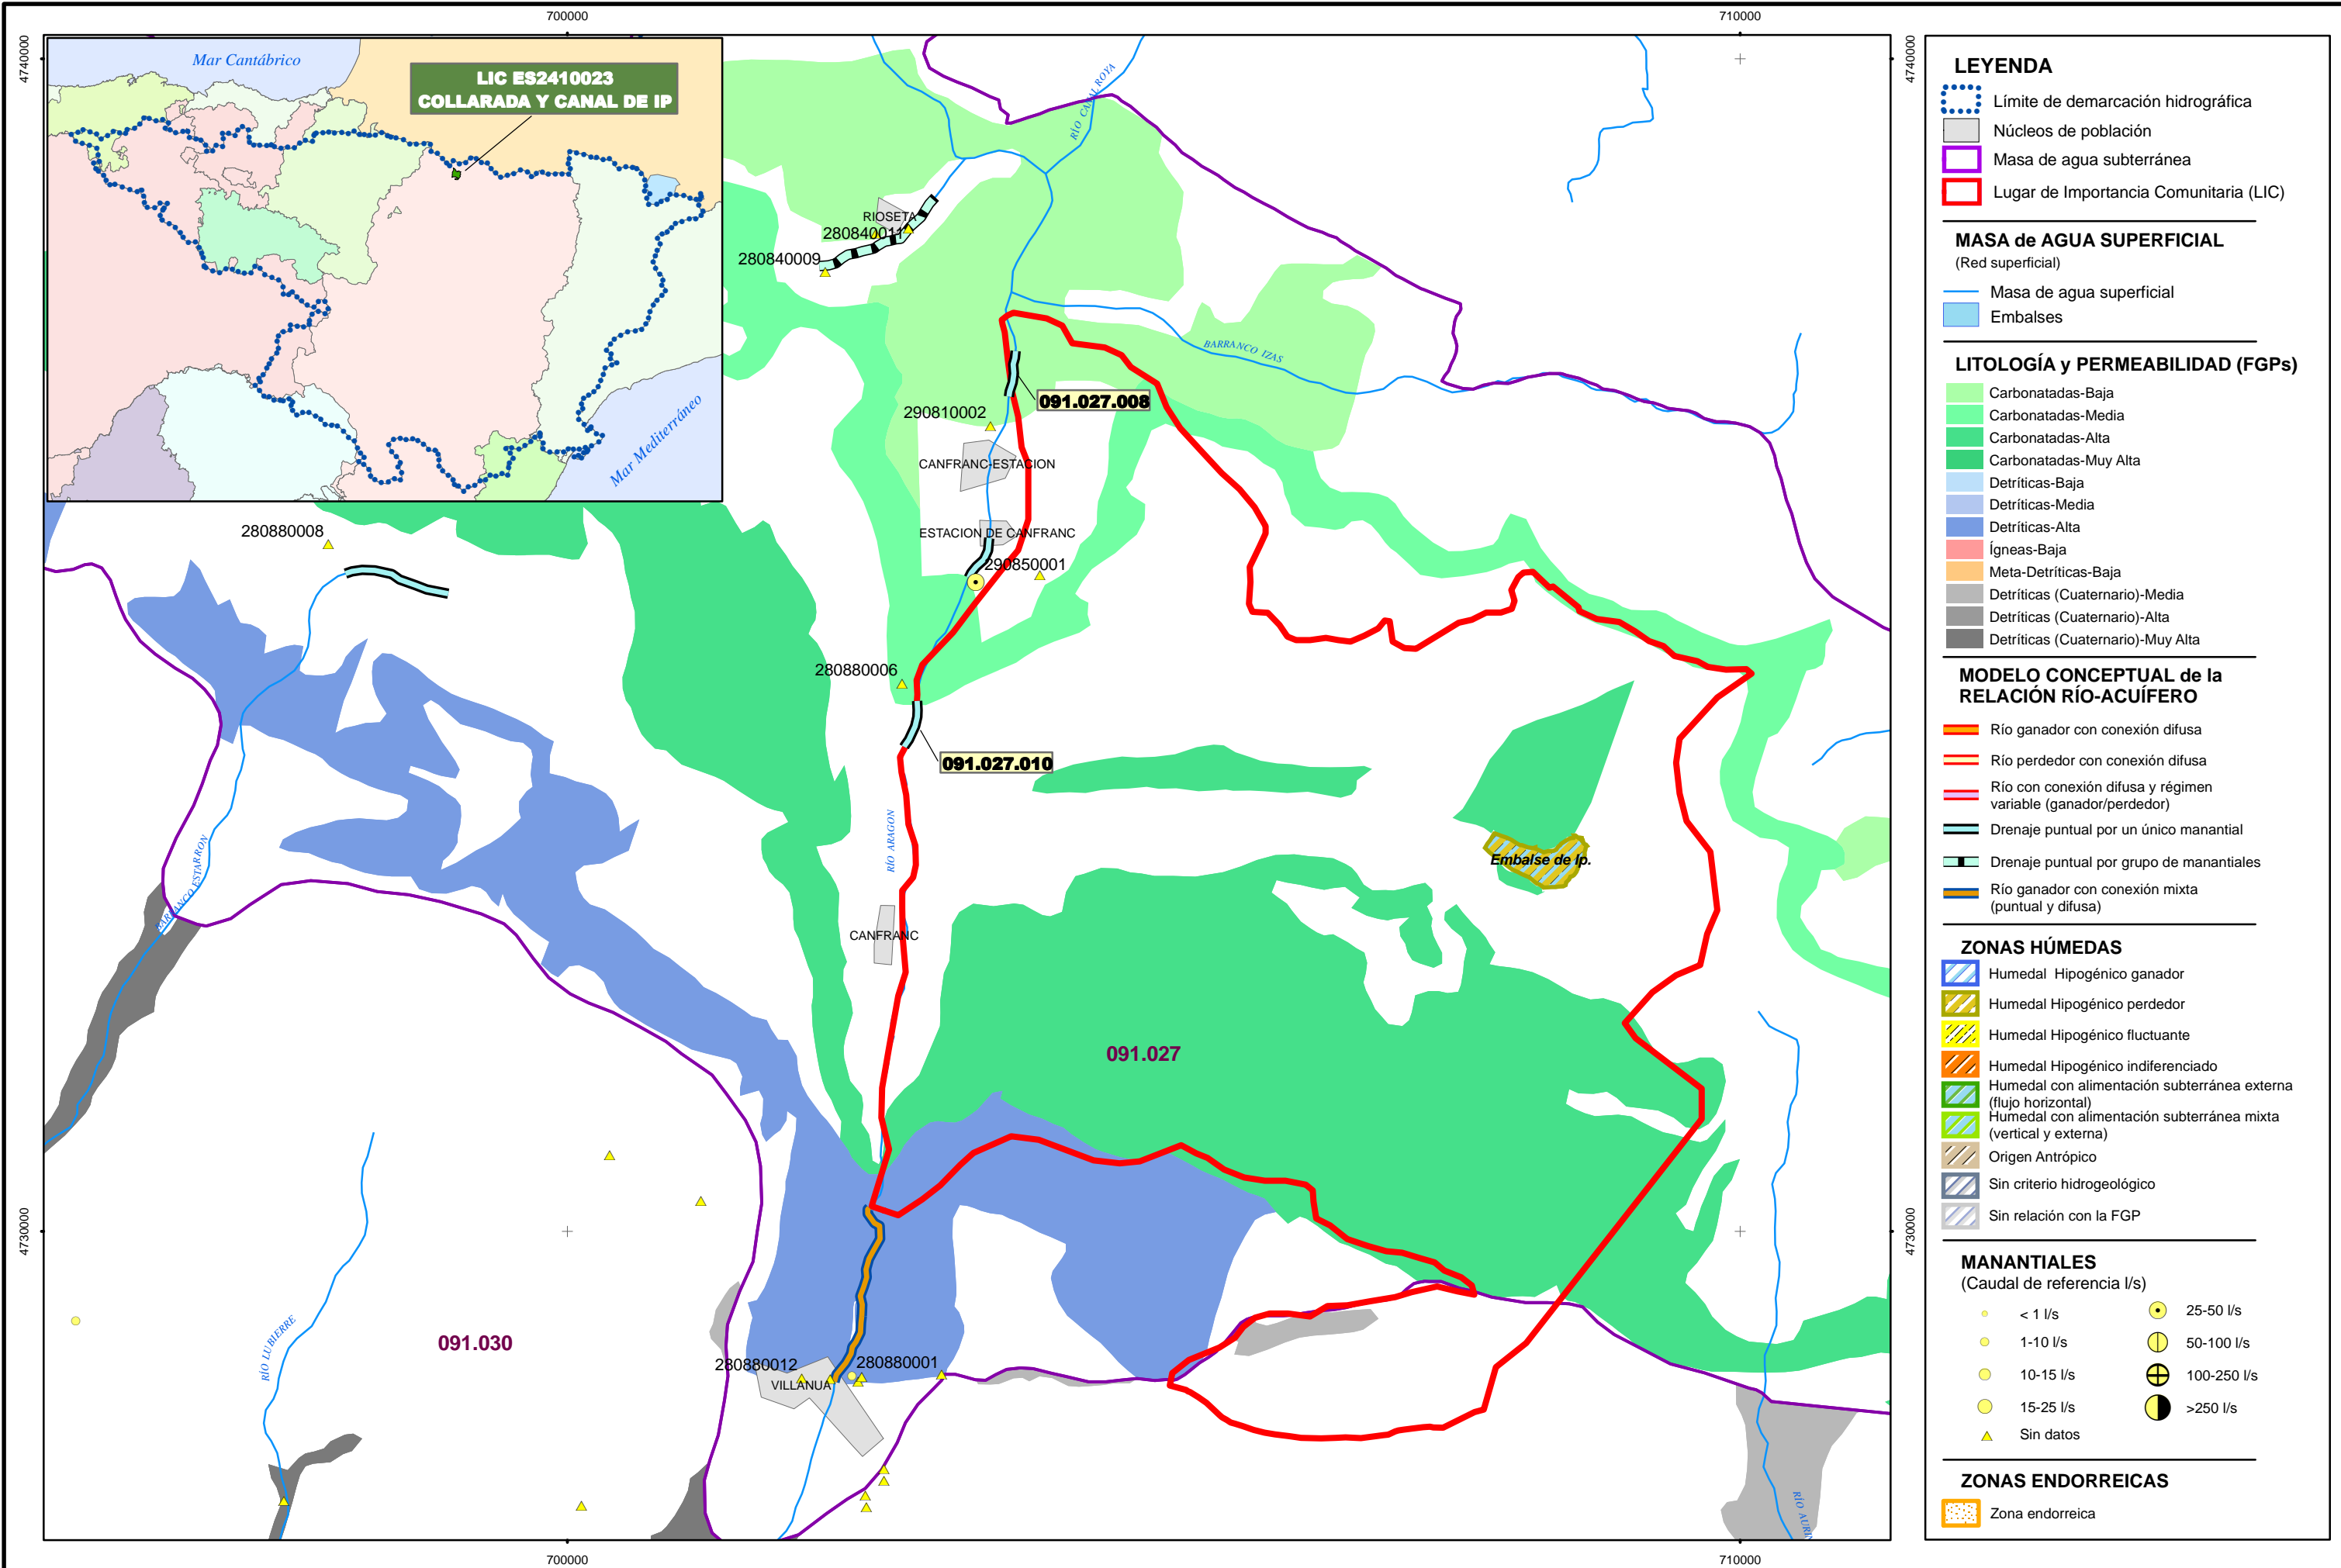 700000
710000
4740000
4740000
Mar Cantábrico
LIC ES2410023
COLLARADA Y CANAL DE IP
Mar Mediterráneo
RÍO CANAL ROYA
RIOSETA
280840011
280840009
BARRANCO IZAS
091.027.008
290810002
CANFRANC-ESTACION
280880008
ESTACION DE CANFRANC
290850001
280880006
091.027.010
RÍO ARAGON
Embalse de Ip.
BARRANCO ESTARRON
CANFRANC
091.027
4730000
4730000
RÍO LUBIERRE
091.030
280880012
280880001
VILLANUA
700000
710000
LEYENDA
Límite de demarcación hidrográfica
Núcleos de población
Masa de agua subterránea
Lugar de Importancia Comunitaria (LIC)
MASA de AGUA SUPERFICIAL
(Red superficial)
Masa de agua superficial
Embalses
LITOLOGÍA y PERMEABILIDAD (FGPs)
Carbonatadas-Baja
Carbonatadas-Media
Carbonatadas-Alta
Carbonatadas-Muy Alta
Detríticas-Baja
Detríticas-Media
Detríticas-Alta
Ígneas-Baja
Meta-Detríticas-Baja
Detríticas (Cuaternario)-Media
Detríticas (Cuaternario)-Alta
Detríticas (Cuaternario)-Muy Alta
MODELO CONCEPTUAL de la
RELACIÓN RÍO-ACUÍFERO
Río ganador con conexión difusa
Río perdedor con conexión difusa
Río con conexión difusa y régimen
variable (ganador/perdedor)
Drenaje puntual por un único manantial
Drenaje puntual por grupo de manantiales
Río ganador con conexión mixta
(puntual y difusa)
ZONAS HÚMEDAS
Humedal Hipogénico ganador
Humedal Hipogénico perdedor
Humedal Hipogénico fluctuante
Humedal Hipogénico indiferenciado
Humedal con alimentación subterránea externa
(flujo horizontal)
Humedal con alimentación subterránea mixta
(vertical y externa)
Origen Antrópico
Sin criterio hidrogeológico
Sin relación con la FGP
MANANTIALES
(Caudal de referencia l/s)
< 1 l/s
1-10 l/s
10-15 l/s
15-25 l/s
Sin datos
25-50 l/s
50-100 l/s
100-250 l/s
>250 l/s
ZONAS ENDORREICAS
Zona endorreica